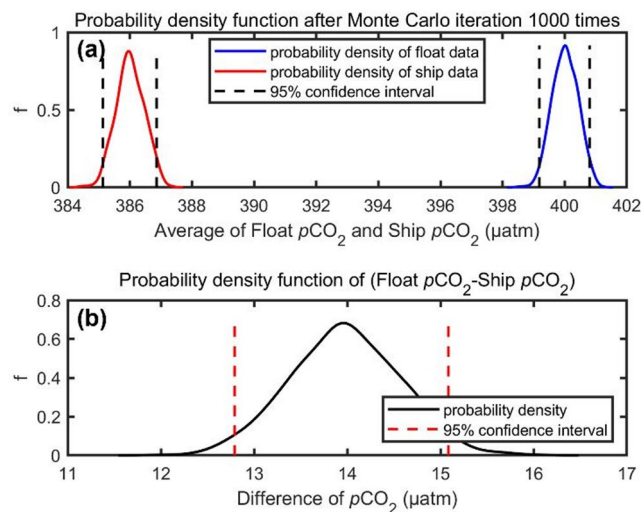 Probability density function after Monte Carlo iteration 1000 times
(a)
probability density of float data
probability density of ship data
95% confidence interval
f
1
0.5
0
384 386 388 390 392 394 396 398 400 402
Average of Float pCO₂ and Ship pCO₂ (μatm)
Probability density function of (Float pCO₂-Ship pCO₂)
(b)
f
0.8
0.6
0.4
0.2
0
probability density
95% confidence interval
11 12 13 14 15 16 17
Difference of pCO₂ (μatm)